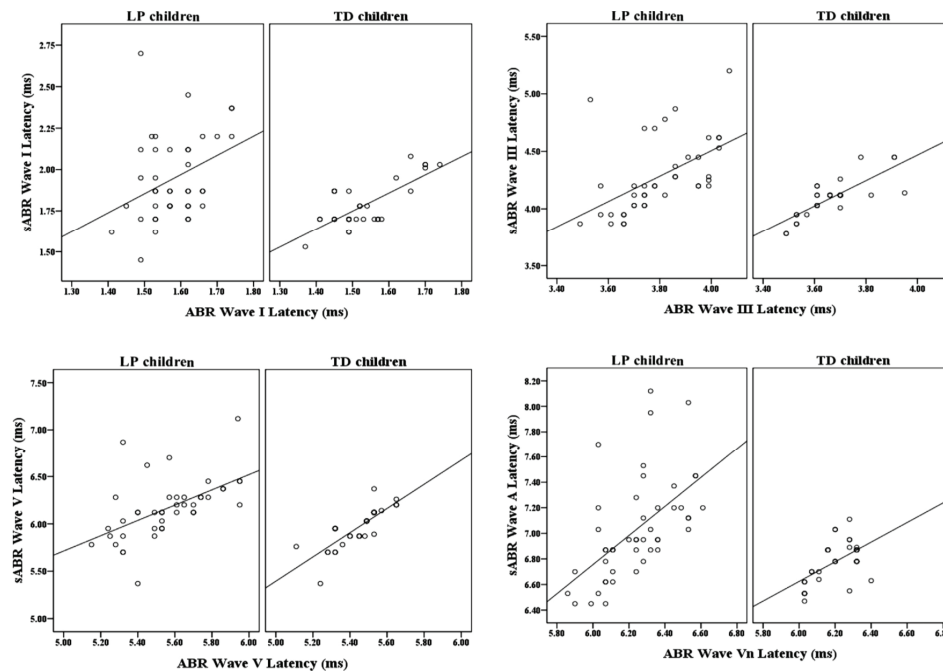 LP children TD children
sABR Wave I Latency (ms)
2.75
2.50
2.25
2.00
1.75
1.50
1.30 1.40 1.50 1.60 1.70 1.80 1.30 1.40 1.50 1.60 1.70 1.80
ABR Wave I Latency (ms)
LP children TD children
sABR Wave III Latency (ms)
5.50
5.00
4.50
4.00
3.50
3.40 3.60 3.80 4.00 3.40 3.60 3.80 4.00
ABR Wave III Latency (ms)
LP children TD children
sABR Wave V Latency (ms)
7.50
7.00
6.50
6.00
5.50
5.00
5.00 5.20 5.40 5.60 5.80 6.00 5.00 5.20 5.40 5.60 5.80 6.00
ABR Wave V Latency (ms)
LP children TD children
sABR Wave A Latency (ms)
8.20
8.00
7.80
7.60
7.40
7.20
7.00
6.80
6.60
6.40
5.80 6.00 6.20 6.40 6.60 6.80 5.80 6.00 6.20 6.40 6.60
ABR Wave Vn Latency (ms)